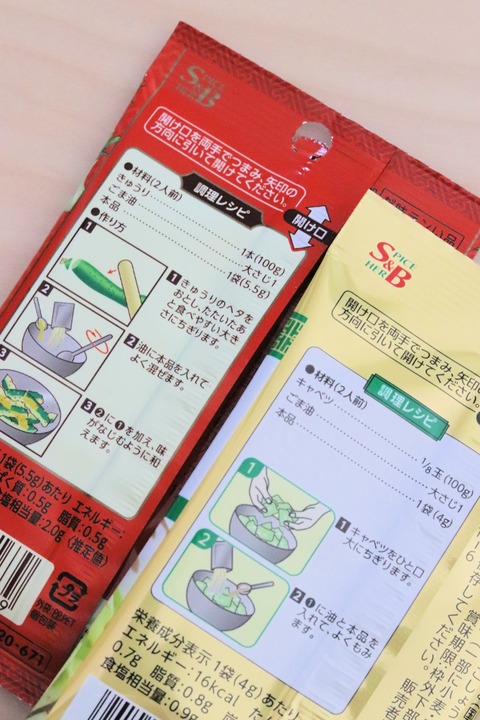 SPICE
S&B
HERB
開け口を両手でつまみ、矢印の
方向に引いて開けてください。
開け口
調理レシピ
●材料(2人前)
きゅうり……1本(100g)
ごま油……大さじ1
本品……1袋(5.5g)
●作り方
1
1 きゅうりのヘタを
おとし、たたいたあ
と食べやすい大き
さにちぎります。
2
2 油に本品を入れて
よく混ぜます。
3
3 ❷に❶を加え、味
がなじむように和
えます。
1袋(5.5g)あたり エネルギー:
質:0.5g 脂質:0.5g
食塩相当量:2.0g (推定値)
プラ
20-671
SPICE
S&B
HERB
開け口を両手でつまみ、矢印
方向に引いて開けてください。
調理レシピ
●材料(2人前)
キャベツ……1/8玉(100g)
ごま油……大さじ1
本品……1袋(4g)
1
1 キャベツをひと口
大にちぎります。
2
2 ❶に油と本品を
入れて、よくもみ
ます。
栄養成分表示 1袋(4g)あたり
エネルギー:16kcal
0.7g 脂質:0.8g
食塩相当量:0.9g